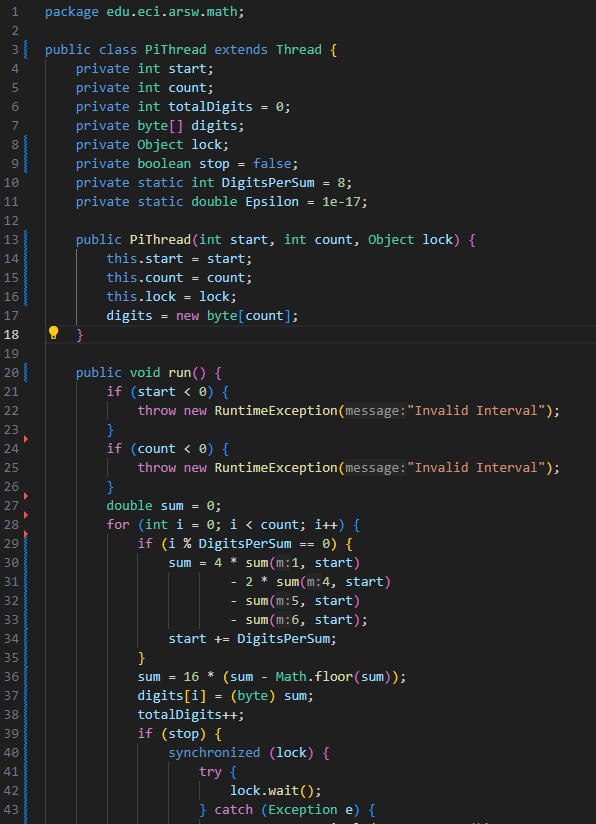 1 package edu.eci.arsw.math;
2
3 public class PiThread extends Thread {
4     private int start;
5     private int count;
6     private int totalDigits = 0;
7     private byte[] digits;
8     private Object lock;
9     private boolean stop = false;
10     private static int DigitsPerSum = 8;
11     private static double Epsilon = 1e-17;
12
13     public PiThread(int start, int count, Object lock) {
14         this.start = start;
15         this.count = count;
16         this.lock = lock;
17         digits = new byte[count];
18     }
19
20     public void run() {
21         if (start < 0) {
22             throw new RuntimeException(message:"Invalid Interval");
23         }
24         if (count < 0) {
25             throw new RuntimeException(message:"Invalid Interval");
26         }
27         double sum = 0;
28         for (int i = 0; i < count; i++) {
29             if (i % DigitsPerSum == 0) {
30                 sum = 4 * sum(m:1, start)
31                         - 2 * sum(m:4, start)
32                         - sum(m:5, start)
33                         - sum(m:6, start);
34                 start += DigitsPerSum;
35             }
36             sum = 16 * (sum - Math.floor(sum));
37             digits[i] = (byte) sum;
38             totalDigits++;
39             if (stop) {
40                 synchronized (lock) {
41                     try {
42                         lock.wait();
43                     } catch (Exception e) {